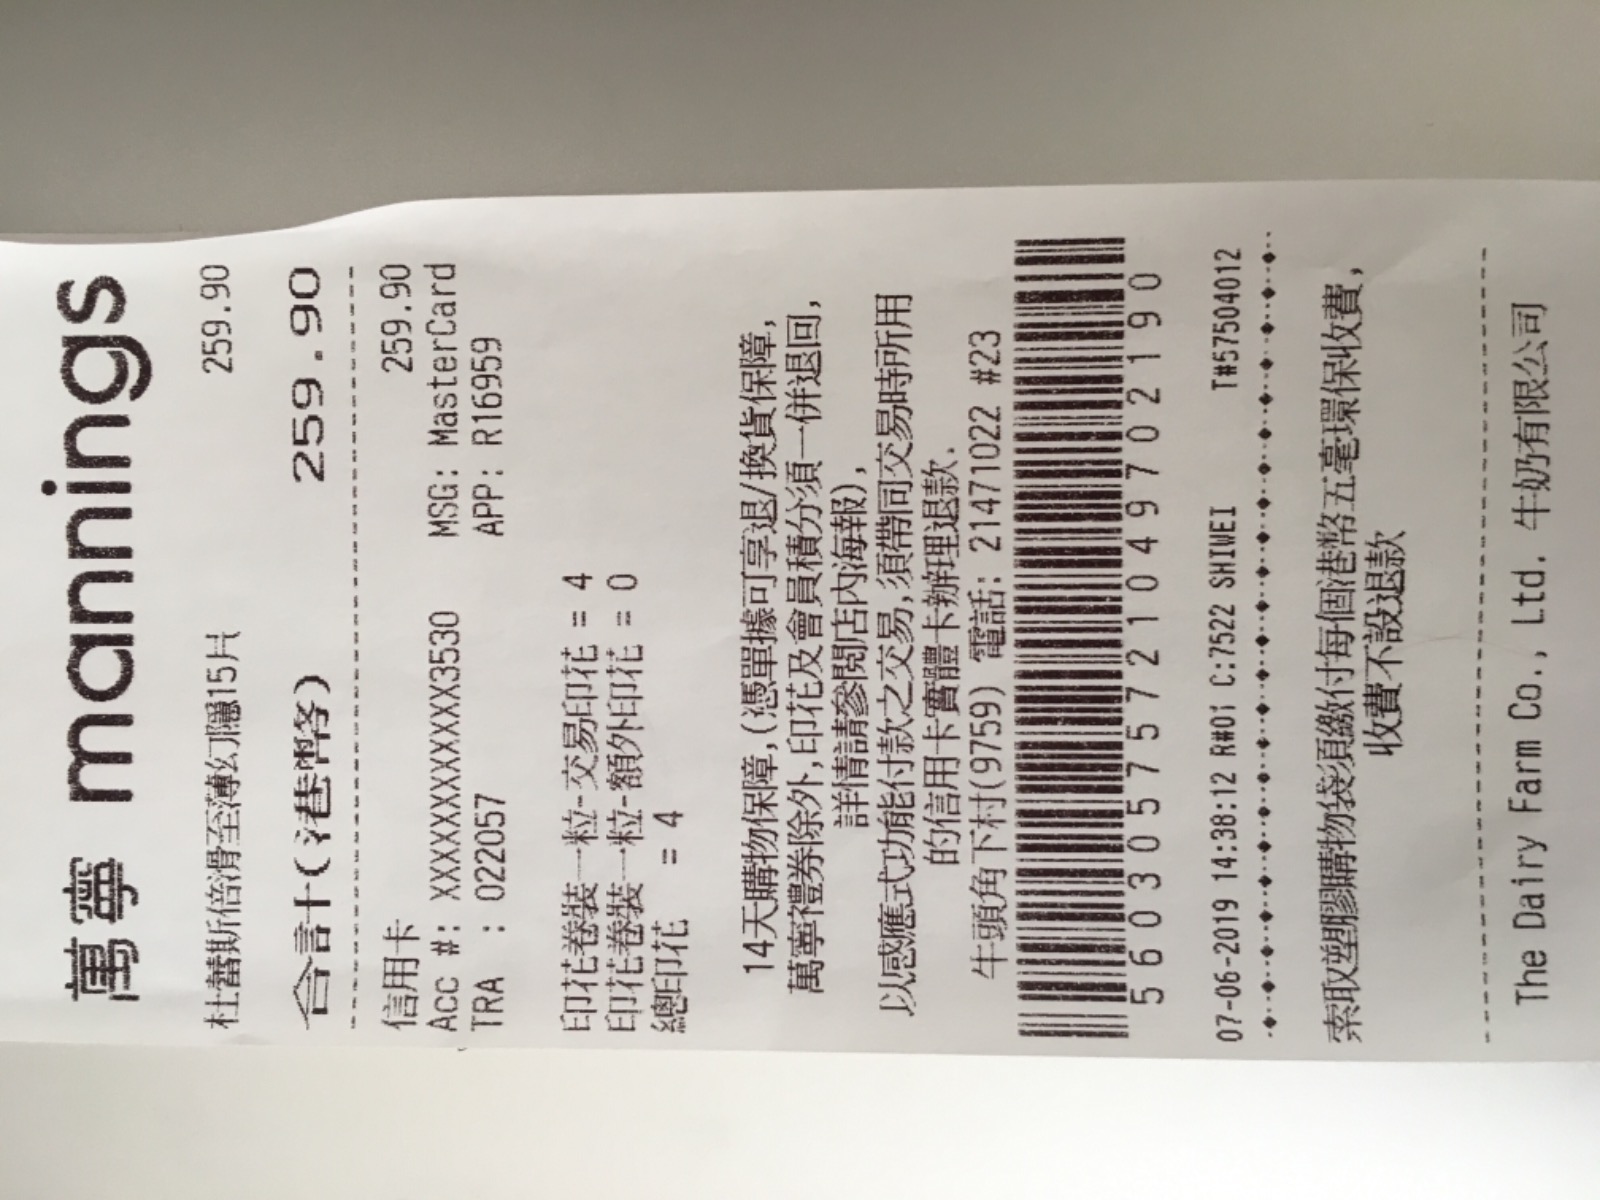 萬寧 mannings
杜蕾斯倍滑至薄幻隱15片 259.90
合計(港幣) 259.90
信用卡 259.90
Acc #: XXXXXXXXXXXX3530 MSG: MasterCard
TRA : 022057 APP: R16959
印花卷裝一粒-交易印花 = 4
印花卷裝一粒-額外印花 = 0
總印花 = 4
14天購物保障,(憑單據可享退/換貨保障,
萬寧禮券除外,印花及會員積分須一併退回,
詳情請參閱店內海報),
以感應式功能付款之交易,須帶同交易時所用
的信用卡實體卡辦理退款.
牛頭角下村(9759) 電話: 21471022 #23
56030575721049702190
07-06-2019 14:38:12 R#01 C:7522 SHIWEI T#57504012
索取塑膠購物袋須繳付每個港幣五毫環保收費,
收費不設退款
The Dairy Farm Co., Ltd. 牛奶有限公司